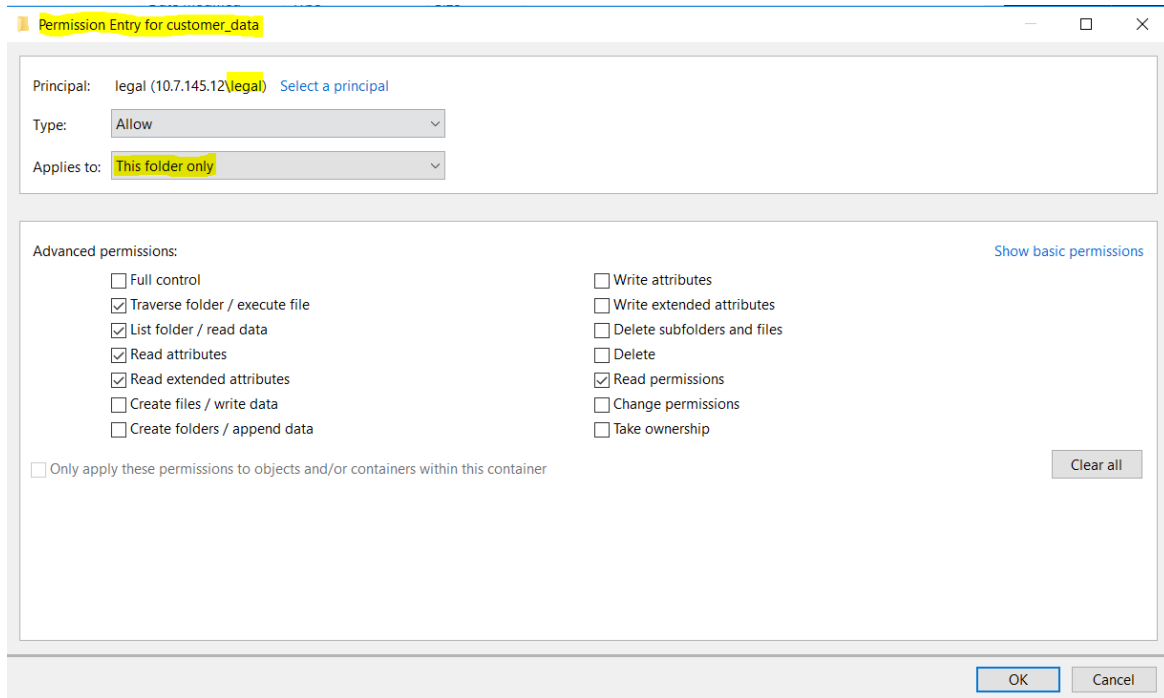 Permission Entry for customer_data
Principal: legal (10.7.145.12\legal) Select a principal
Type: Allow
Applies to: This folder only
Advanced permissions: Show basic permissions
Full control
Traverse folder / execute file
List folder / read data
Read attributes
Read extended attributes
Create files / write data
Create folders / append data
Write attributes
Write extended attributes
Delete subfolders and files
Delete
Read permissions
Change permissions
Take ownership
Only apply these permissions to objects and/or containers within this container
Clear all
OK Cancel